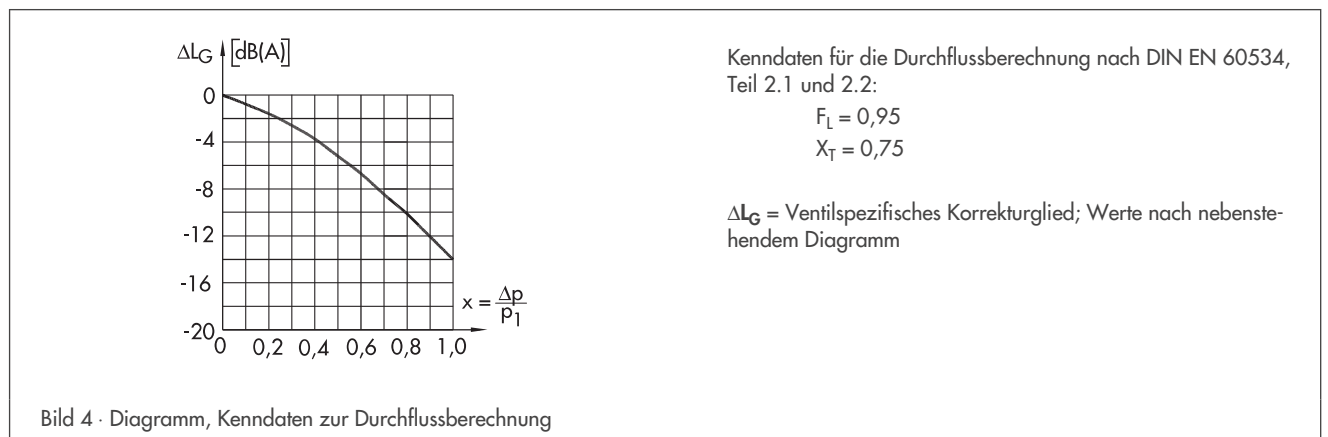 ΔLG [dB(A)]
0
-4
-8
-12
-16
-20
0 0,2 0,4 0,6 0,8 1,0
x = Δp
p1
Kenndaten für die Durchflussberechnung nach DIN EN 60534,
Teil 2.1 und 2.2:
FL = 0,95
XT = 0,75
ΔLG = Ventilspezifisches Korrekturglied; Werte nach nebenste-
hendem Diagramm
Bild 4 · Diagramm, Kenndaten zur Durchflussberechnung